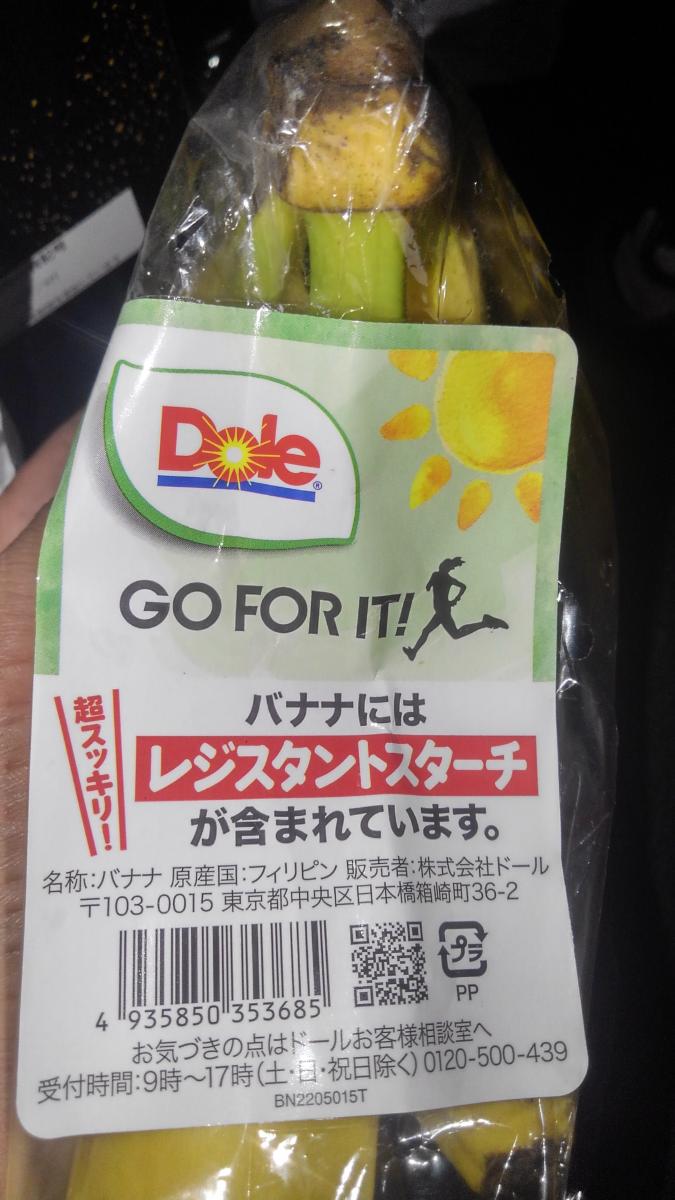 Dole®
GO FOR IT!
超スッキリ!
バナナには
レジスタントスターチ
が含まれています。
名称:バナナ 原産国:フィリピン 販売者:株式会社ドール
〒103-0015 東京都中央区日本橋箱崎町36-2
プラ
PP
4 935850 353685
お気づきの点はドールお客様相談室へ
受付時間:9時〜17時(土・日・祝日除く) 0120-500-439
BN2205015T